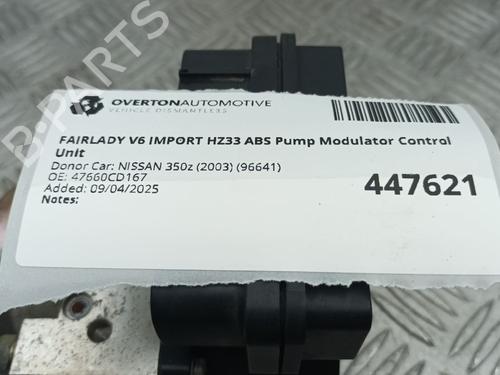 B-PARTS
OVERTONAUTOMOTIVE
VEHICLE DISMANTLERS
FAIRLADY V6 IMPORT HZ33 ABS Pump Modulator Control
Unit
Donor Car: NISSAN 350z (2003) (96641)
OE: 47660CD167
Added: 09/04/2025
Notes:
447621